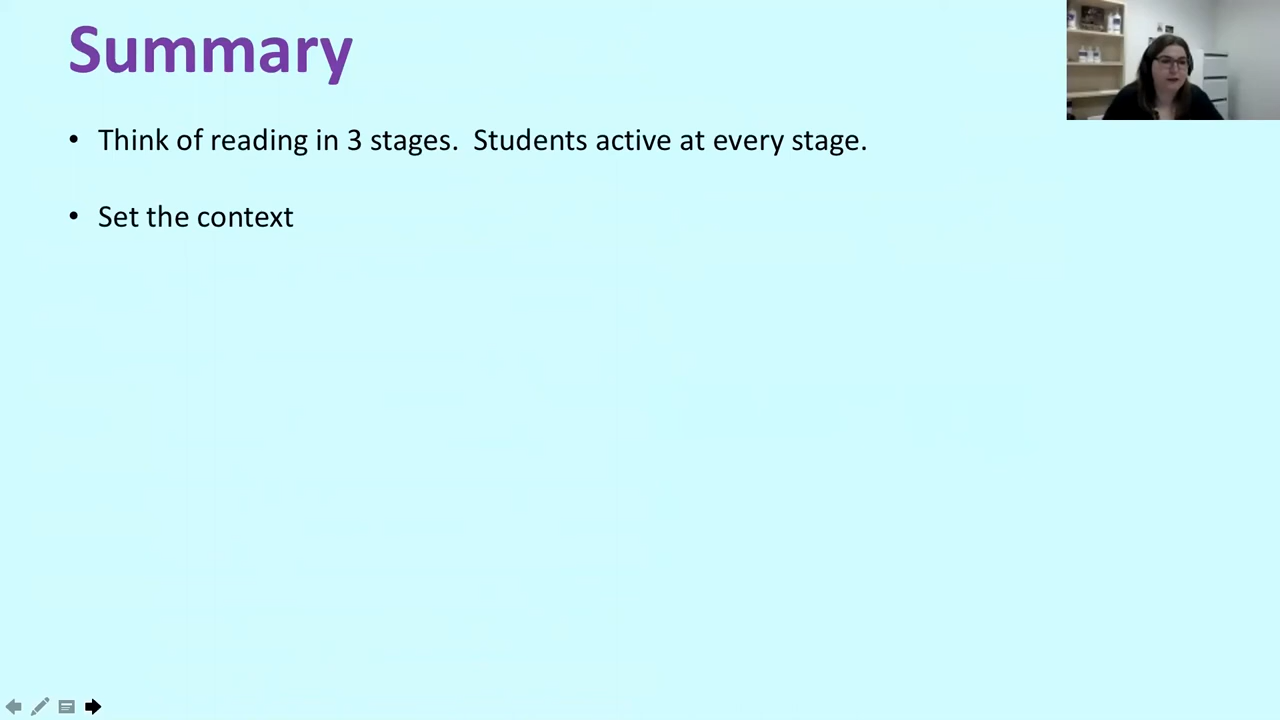 Summary
• Think of reading in 3 stages.  Students active at every stage.
• Set the context